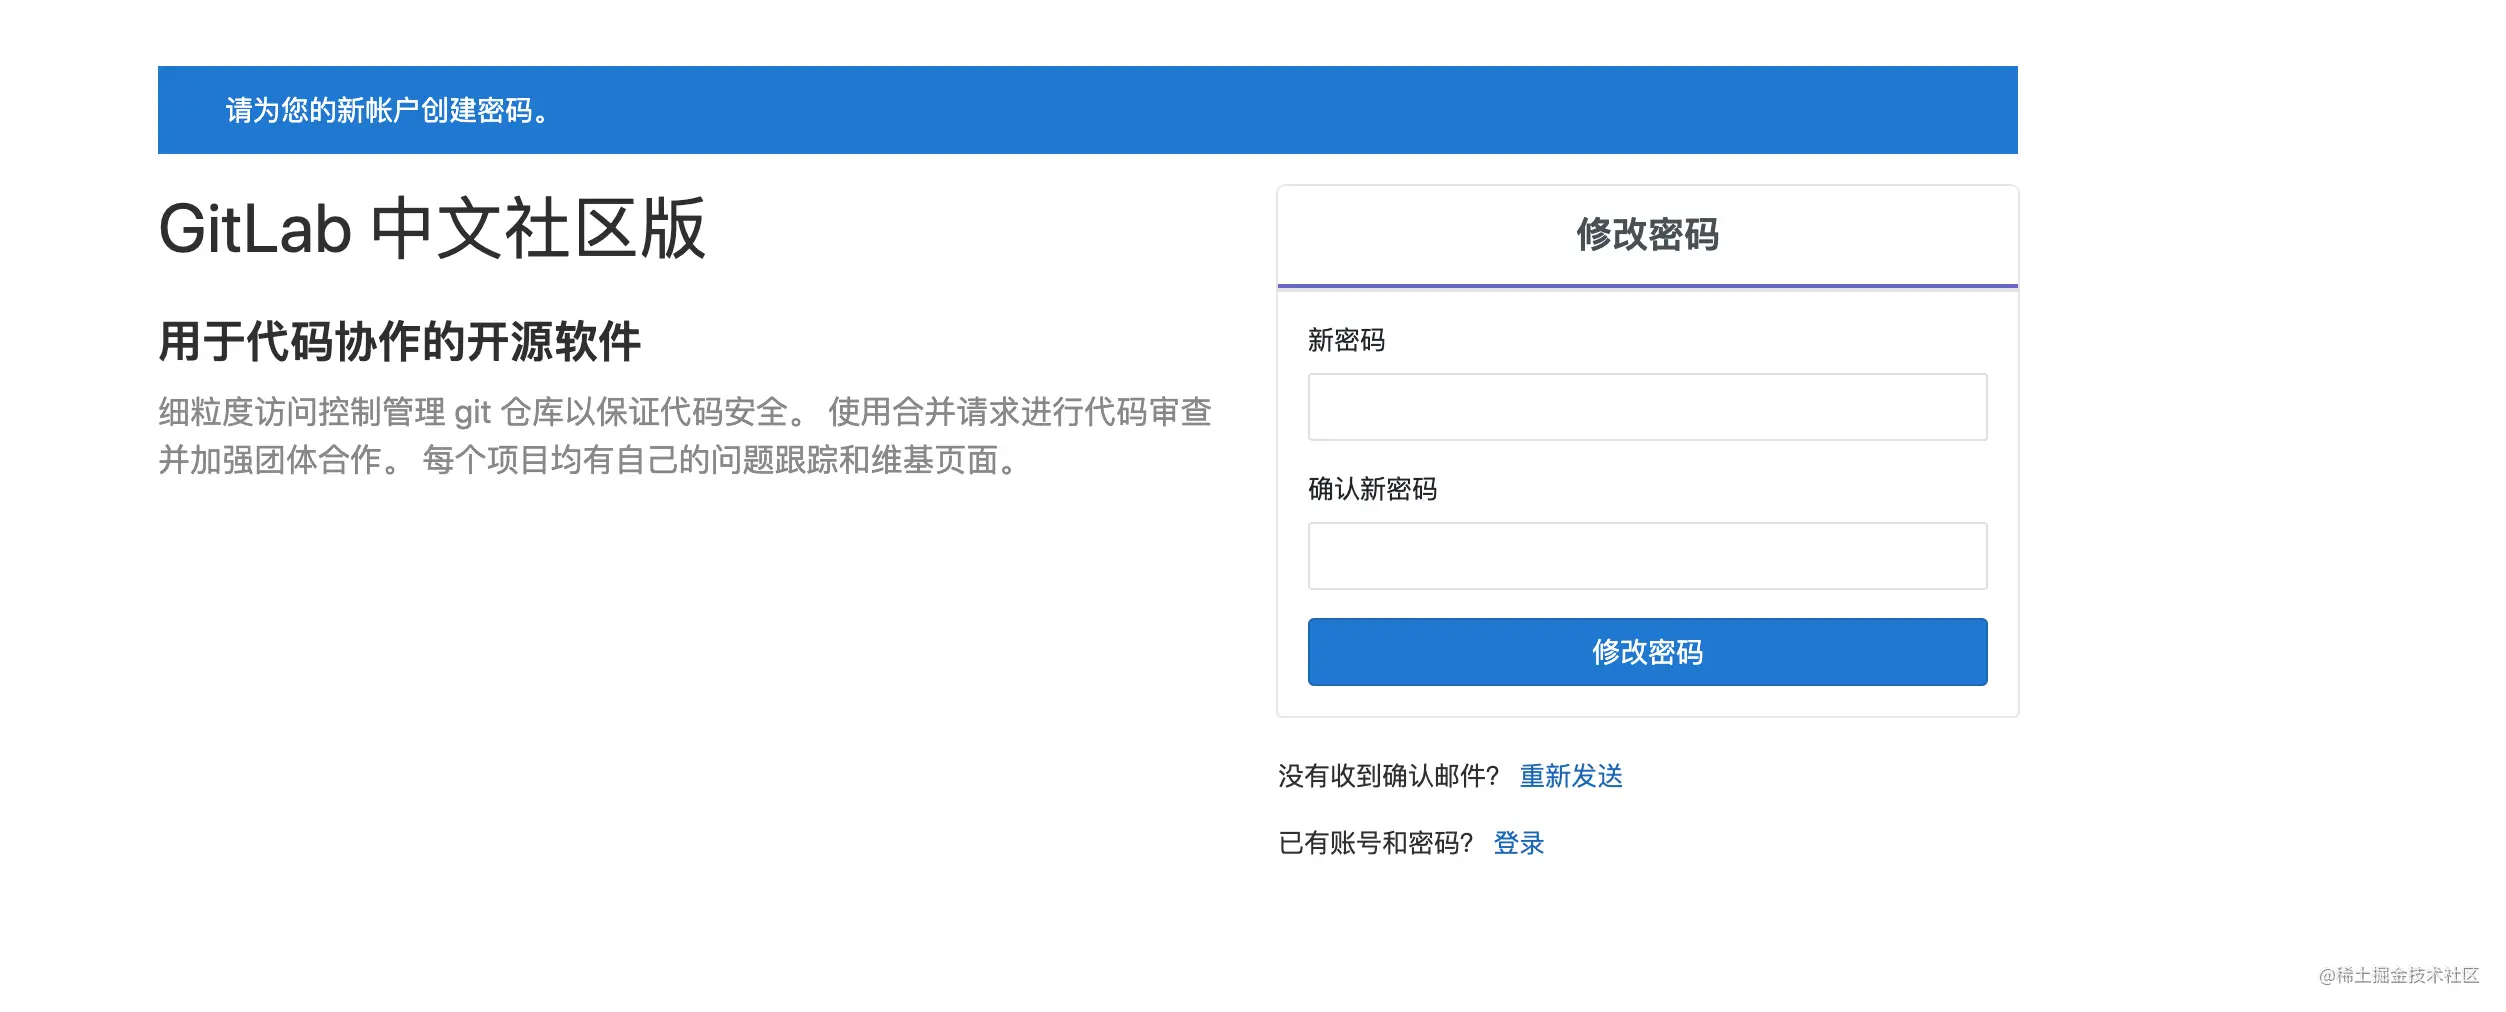 请为您的新帐户创建密码。
GitLab 中文社区版
用于代码协作的开源软件
细粒度访问控制管理 git 仓库以保证代码安全。 使用合并请求进行代码审查
并加强团体合作。 每个项目均有自己的问题跟踪和维基页面。
修改密码
新密码
确认新密码
修改密码
没有收到确认邮件？ 重新发送
已有账号和密码？ 登录
@稀土掘金技术社区